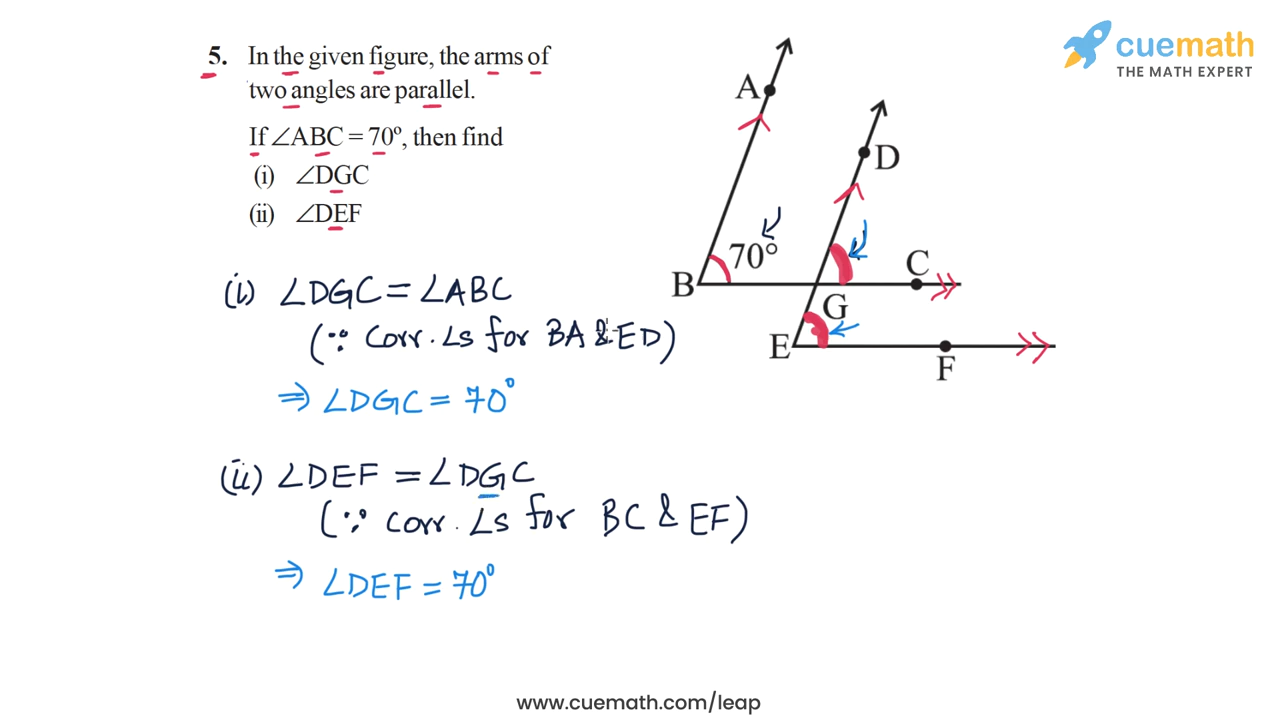 5. In the given figure, the arms of
two angles are parallel.
If ∠ABC = 70º, then find
(i) ∠DGC
(ii) ∠DEF
cuemath
THE MATH EXPERT
A
D
70°
B
C
G
E
F
(i) ∠DGC = ∠ABC
(∵ Corr. ∠s for BA & ED)
⇒ ∠DGC = 70°
(ii) ∠DEF = ∠DGC
(∵ Corr. ∠s for BC & EF)
⇒ ∠DEF = 70°
www.cuemath.com/leap